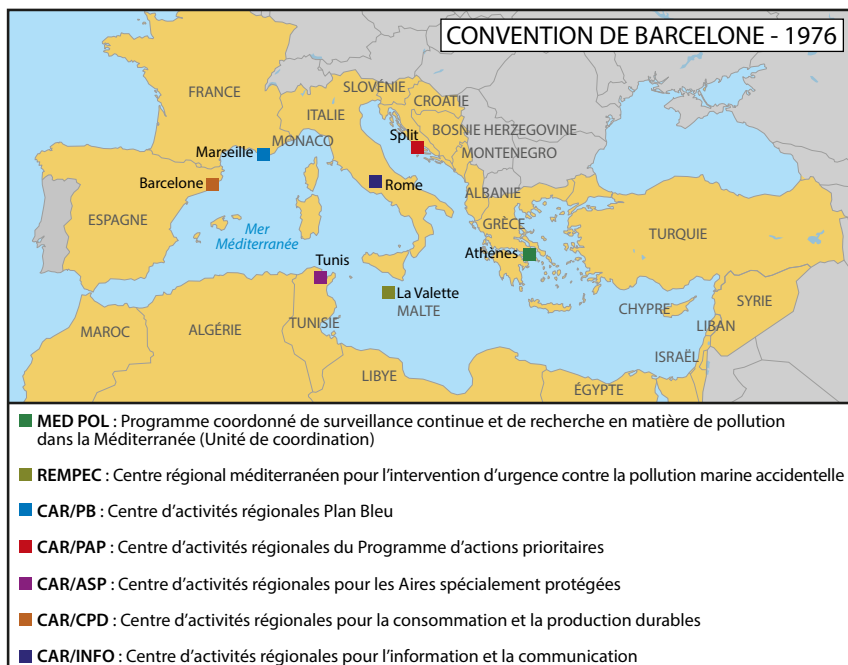 CONVENTION DE BARCELONE - 1976
FRANCE
SLOVÉNIE
CROATIE
ITALIE
BOSNIE HERZEGOVINE
Split
MONACO
MONTENEGRO
Marseille
Barcelone
Rome
ALBANIE
ESPAGNE
GRÈCE
Mer
Méditerranée
TURQUIE
Athènes
Tunis
La Valette
MALTE
CHYPRE
SYRIE
LIBAN
MAROC
ALGÉRIE
TUNISIE
ISRAËL
LIBYE
ÉGYPTE
MED POL : Programme coordonné de surveillance continue et de recherche en matière de pollution
dans la Méditerranée (Unité de coordination)
REMPEC : Centre régional méditerranéen pour l'intervention d'urgence contre la pollution marine accidentelle
CAR/PB : Centre d'activités régionales Plan Bleu
CAR/PAP : Centre d'activités régionales du Programme d'actions prioritaires
CAR/ASP : Centre d'activités régionales pour les Aires spécialement protégées
CAR/CPD : Centre d'activités régionales pour la consommation et la production durables
CAR/INFO : Centre d'activités régionales pour l'information et la communication